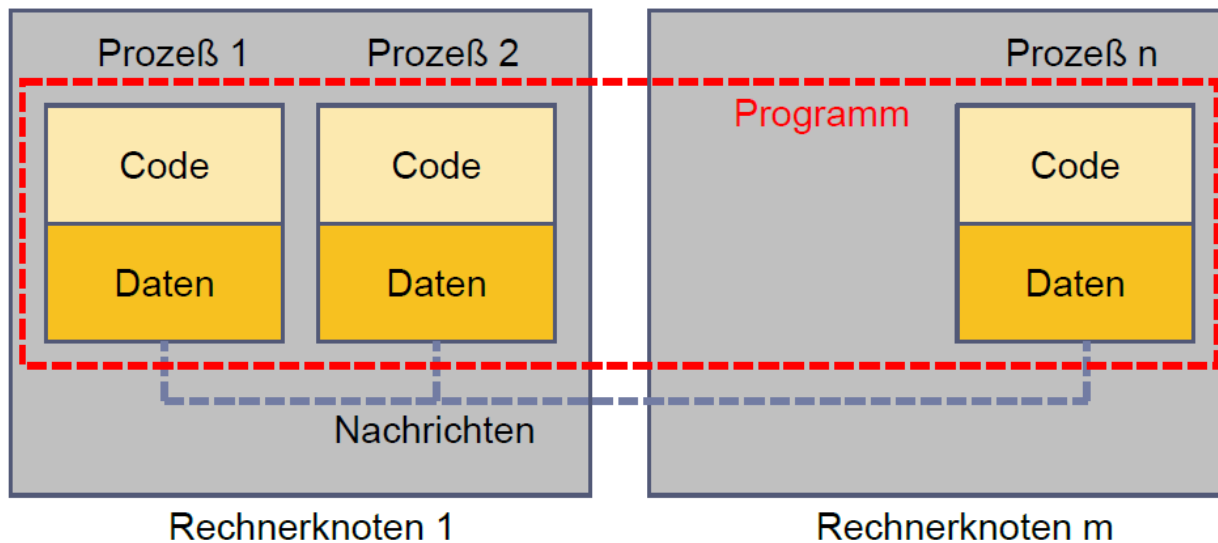 Prozeß 1
Prozeß 2
Prozeß n
Programm
Code
Code
Code
Daten
Daten
Daten
Nachrichten
Rechnerknoten 1
Rechnerknoten m